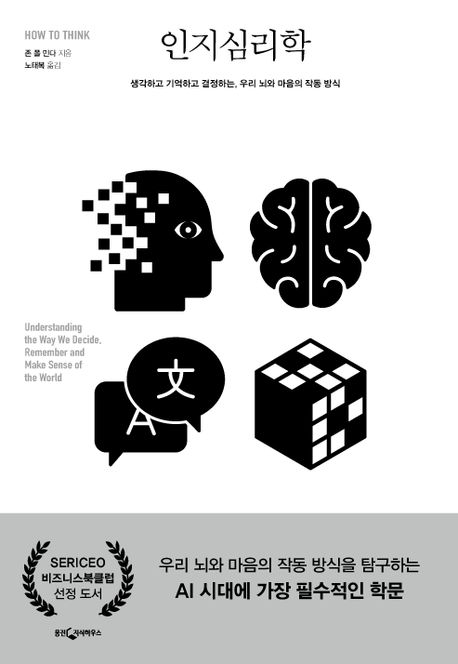 HOW TO THINK
존 폴 민다 지음
노태복 옮김
인지심리학
생각하고 기억하고 결정하는, 우리 뇌와 마음의 작동 방식
Understanding
the Way We Decide,
Remember and
Make Sense of
the World
文
A
SERICEO
비즈니스북클럽
선정 도서
우리 뇌와 마음의 작동 방식을 탐구하는
AI 시대에 가장 필수적인 학문
웅진 지식하우스